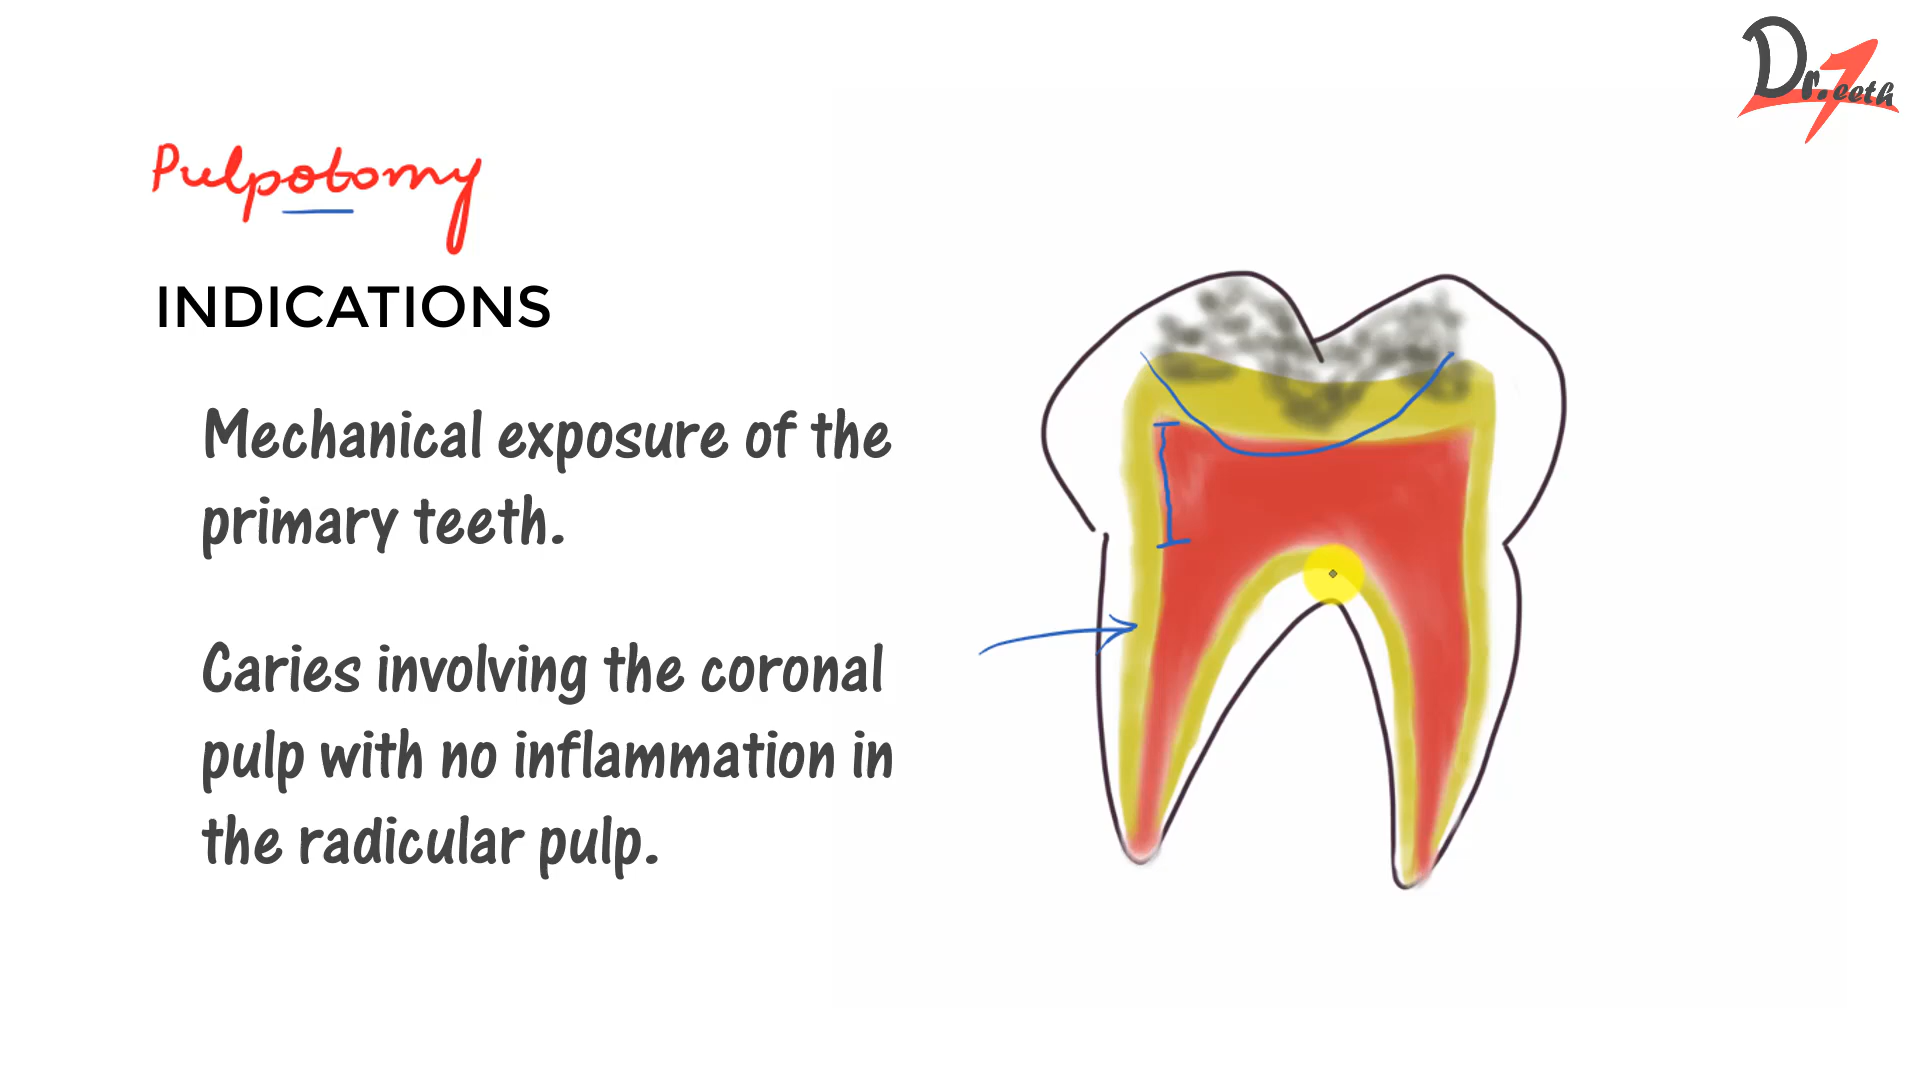 Dr.Teeth
Pulpotomy
INDICATIONS
Mechanical exposure of the
primary teeth.
Caries involving the coronal
pulp with no inflammation in
the radicular pulp.